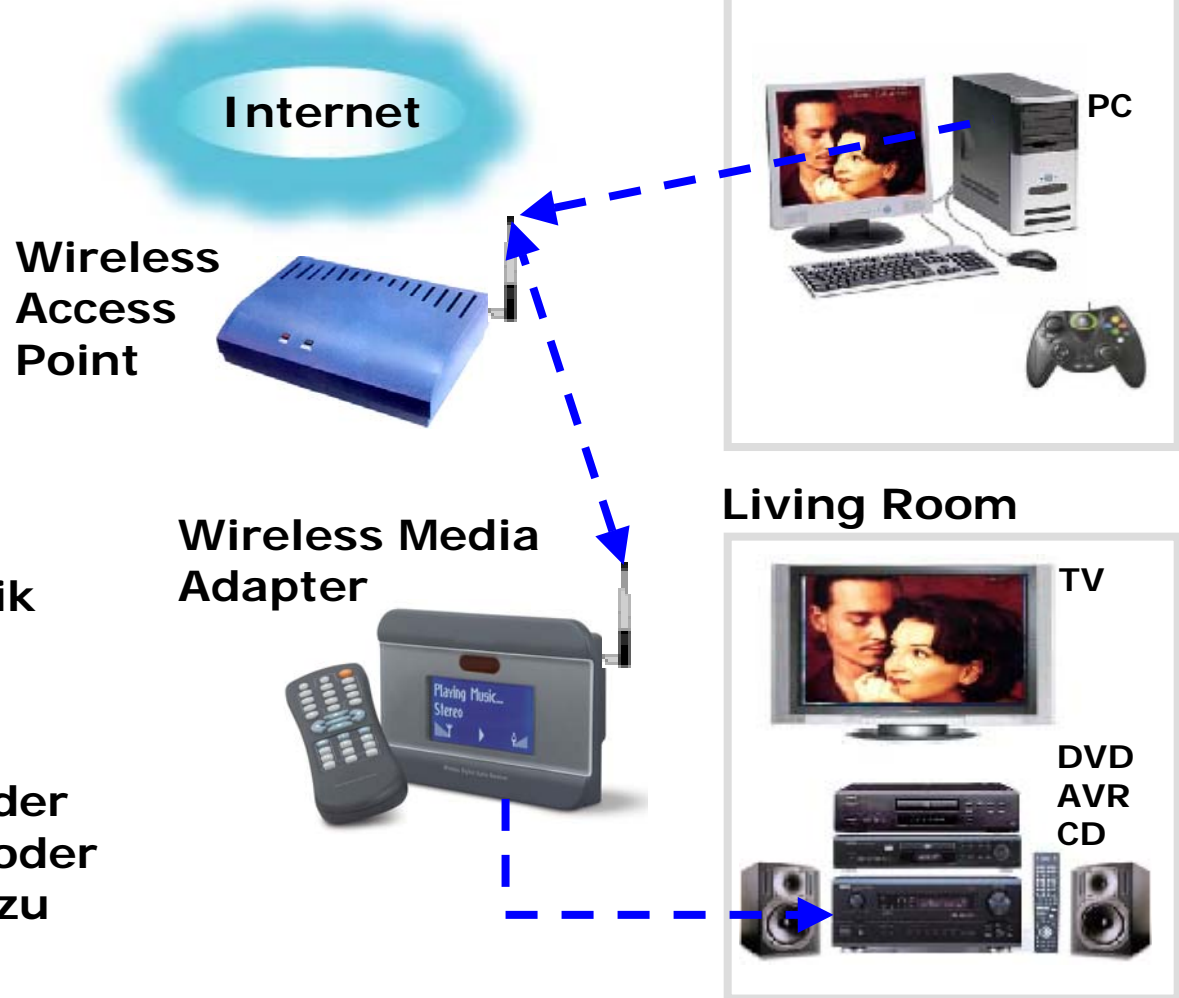 Internet
PC
Wireless
Access
Point
Living Room
Wireless Media
Adapter
ik
TV
Playing Music...
Stereo
DVD
AVR
CD
der
oder
zu